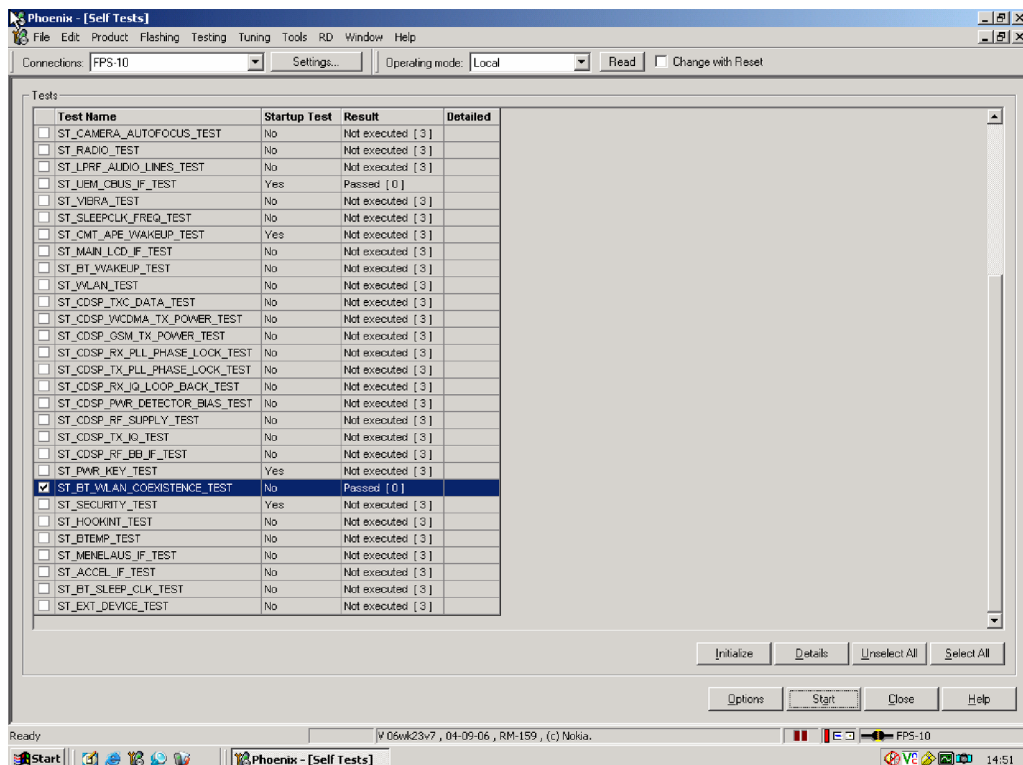 Phoenix - [Self Tests]
File Edit Product Flashing Testing Tuning Tools RD Window Help
Connections: FPS-10 Settings... Operating mode: Local Read Change with Reset
Tests
Test Name Startup Test Result Detailed
ST_CAMERA_AUTOFOCUS_TEST No Not executed [ 3 ]
ST_RADIO_TEST No Not executed [ 3 ]
ST_LPRF_AUDIO_LINES_TEST No Not executed [ 3 ]
ST_UEM_CBUS_IF_TEST Yes Passed [ 0 ]
ST_VIBRA_TEST No Not executed [ 3 ]
ST_SLEEPCLK_FREQ_TEST No Not executed [ 3 ]
ST_CMT_APE_WAKEUP_TEST Yes Not executed [ 3 ]
ST_MAIN_LCD_IF_TEST No Not executed [ 3 ]
ST_BT_WAKEUP_TEST No Not executed [ 3 ]
ST_WLAN_TEST No Not executed [ 3 ]
ST_CDSP_TXC_DATA_TEST No Not executed [ 3 ]
ST_CDSP_WCDMA_TX_POWER_TEST No Not executed [ 3 ]
ST_CDSP_GSM_TX_POWER_TEST No Not executed [ 3 ]
ST_CDSP_RX_PLL_PHASE_LOCK_TEST No Not executed [ 3 ]
ST_CDSP_TX_PLL_PHASE_LOCK_TEST No Not executed [ 3 ]
ST_CDSP_RX_IQ_LOOP_BACK_TEST No Not executed [ 3 ]
ST_CDSP_PWR_DETECTOR_BIAS_TEST No Not executed [ 3 ]
ST_CDSP_RF_SUPPLY_TEST No Not executed [ 3 ]
ST_CDSP_TX_IQ_TEST No Not executed [ 3 ]
ST_CDSP_RF_BB_IF_TEST No Not executed [ 3 ]
ST_PWR_KEY_TEST Yes Not executed [ 3 ]
ST_BT_WLAN_COEXISTENCE_TEST No Passed [ 0 ]
ST_SECURITY_TEST Yes Not executed [ 3 ]
ST_HOOKINT_TEST No Not executed [ 3 ]
ST_BTEMP_TEST No Not executed [ 3 ]
ST_MENELAUS_IF_TEST No Not executed [ 3 ]
ST_ACCEL_IF_TEST No Not executed [ 3 ]
ST_BT_SLEEP_CLK_TEST No Not executed [ 3 ]
ST_EXT_DEVICE_TEST No Not executed [ 3 ]
Initialize Details Unselect All Select All
Options Start Close Help
Ready V 06wk23v7 , 04-09-06 , RM-159 , (c) Nokia. FPS-10
Start Phoenix - [Self Tests] 14:51